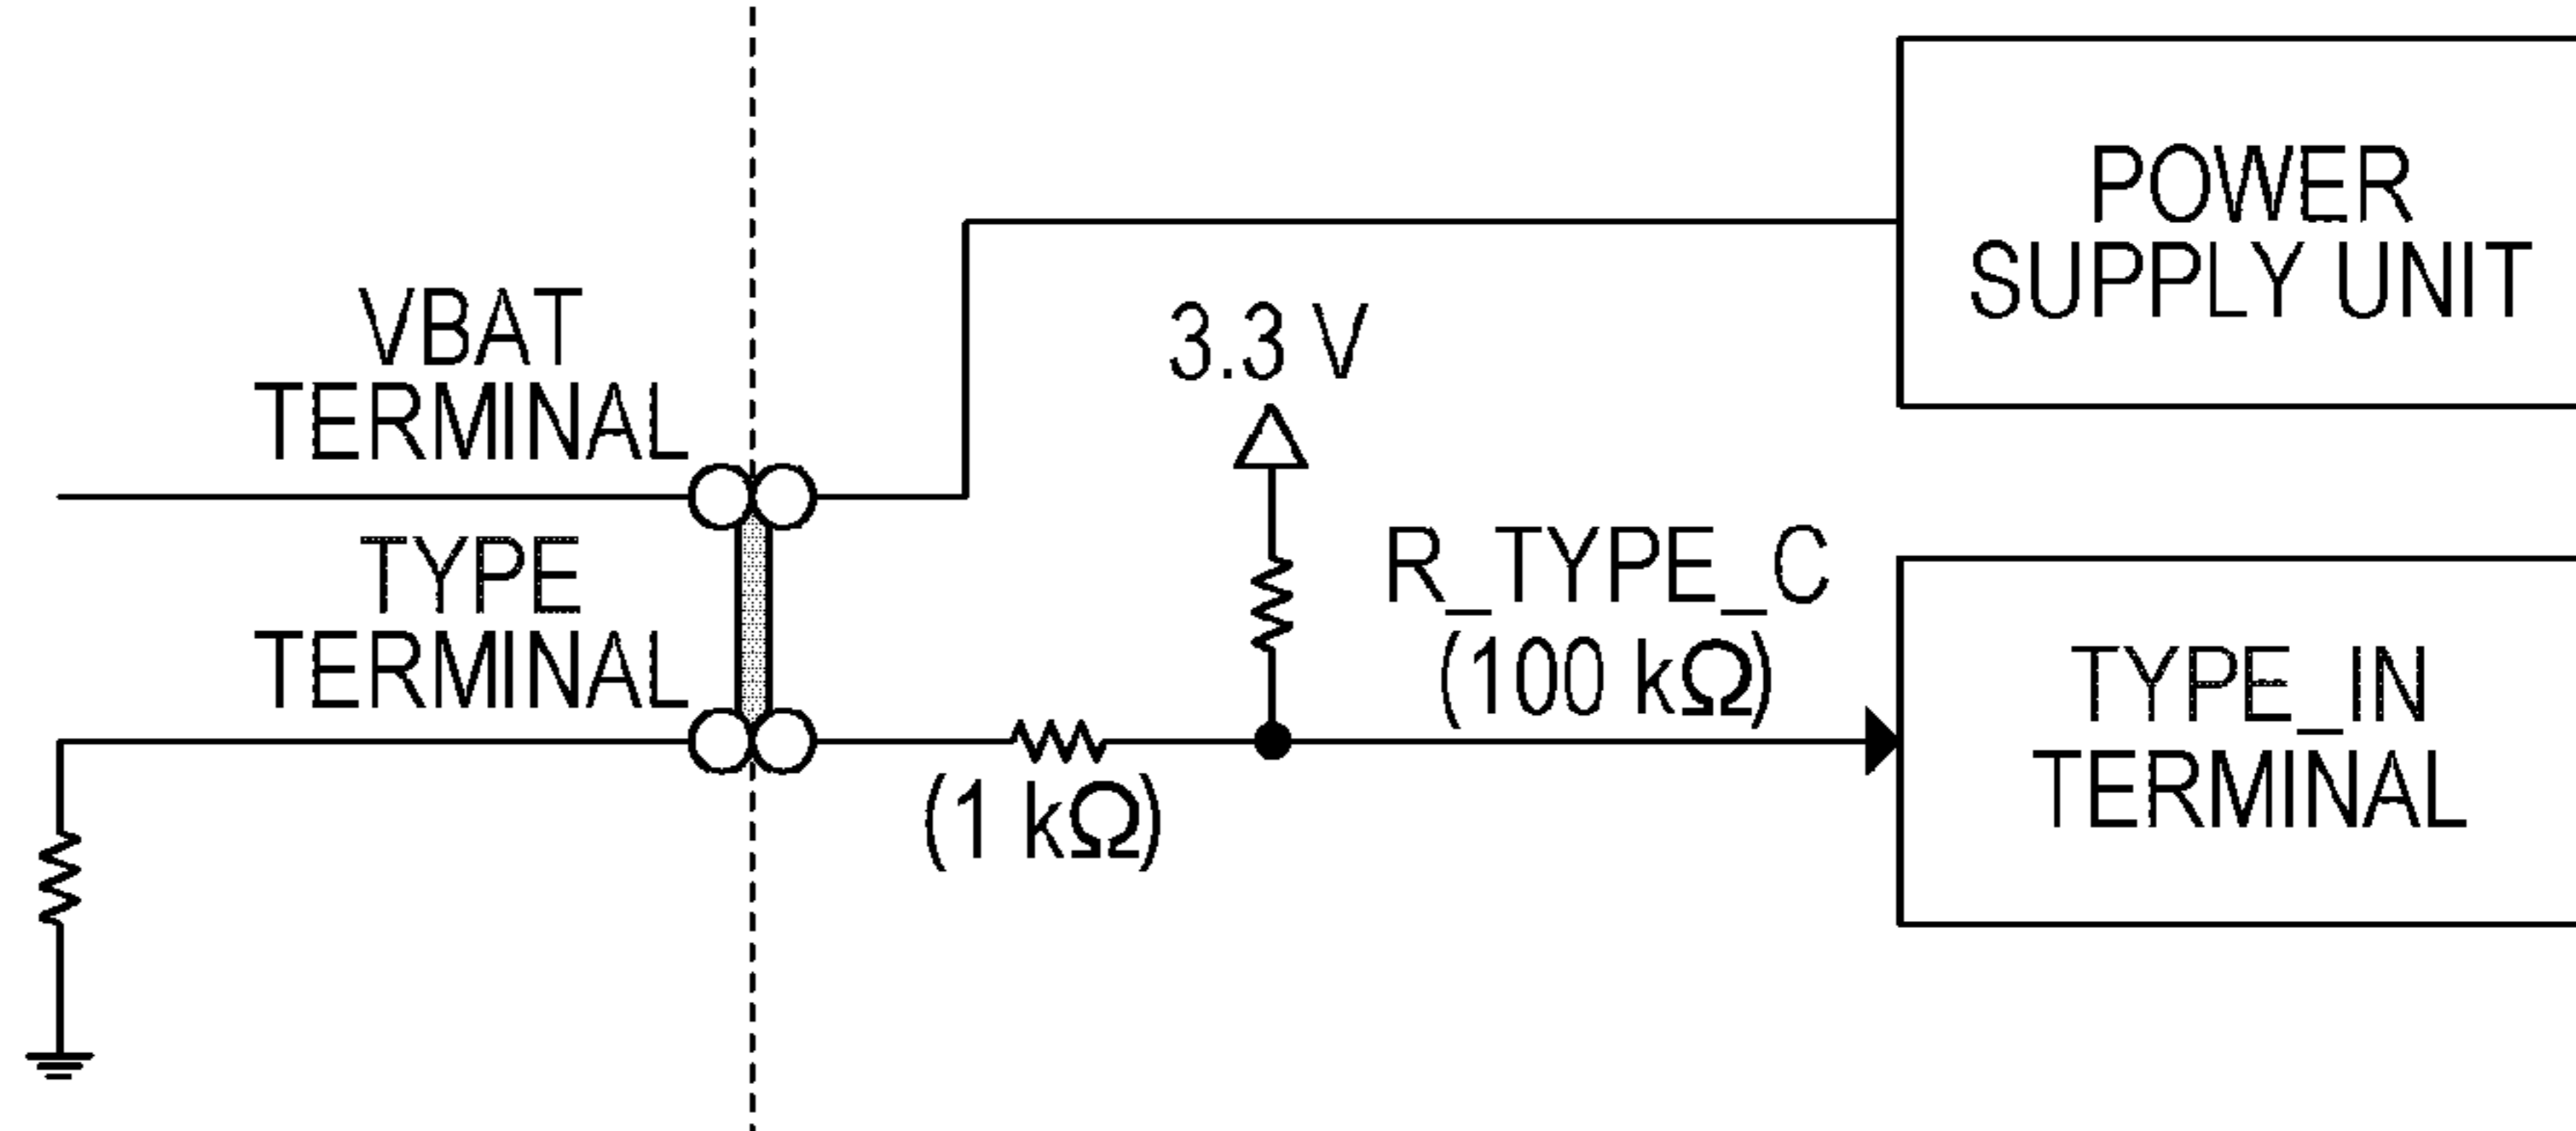 POWER
SUPPLY UNIT
VBAT
TERMINAL
3.3 V
TYPE
TERMINAL
R_TYPE_C
(100 kΩ)
TYPE_IN
TERMINAL
(1 kΩ)